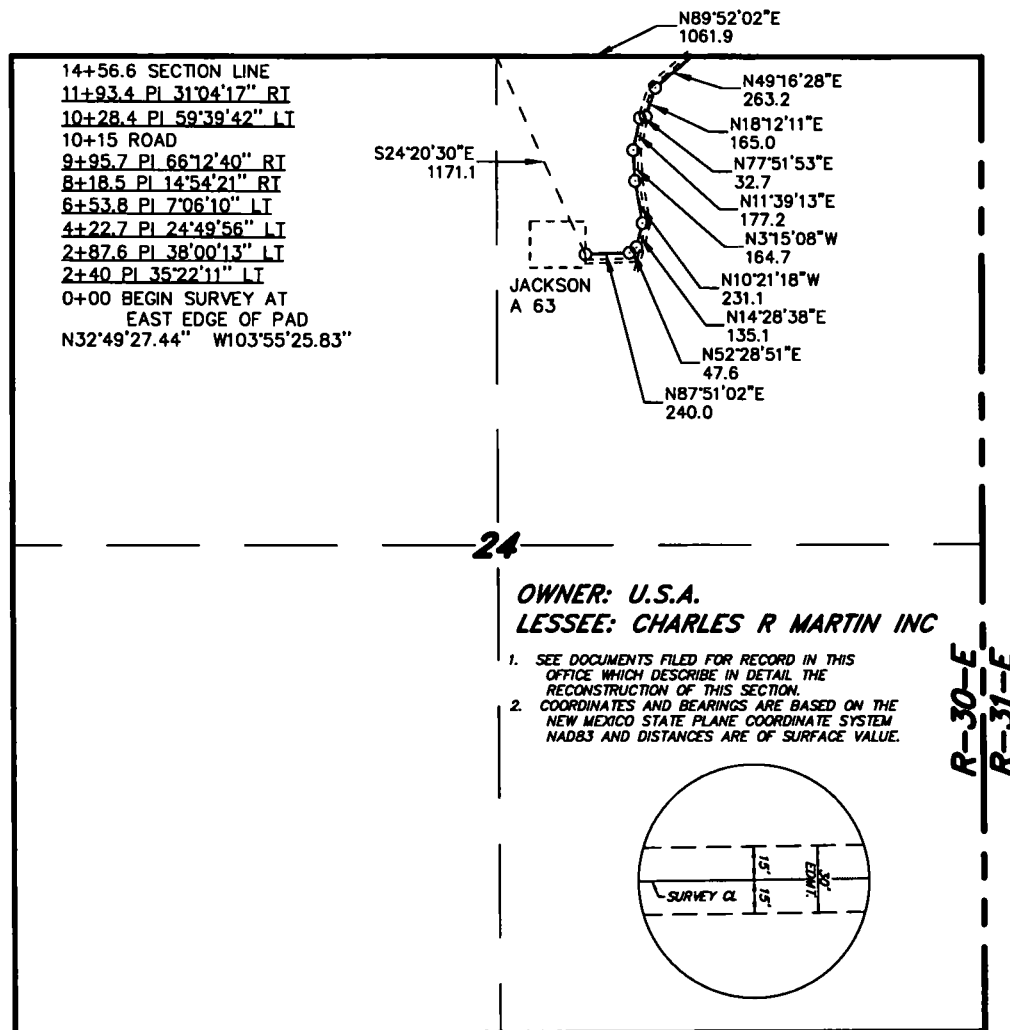 N89°52'02"E
1061.9
14+56.6 SECTION LINE
11+93.4 PI 31°04'17" RT
10+28.4 PI 59°39'42" LT
10+15 ROAD
9+95.7 PI 66°12'40" RT
8+18.5 PI 14°54'21" RT
6+53.8 PI 7°06'10" LT
4+22.7 PI 24°49'56" LT
2+87.6 PI 38°00'13" LT
2+40 PI 35°22'11" LT
0+00 BEGIN SURVEY AT
EAST EDGE OF PAD
N32°49'27.44" W103°55'25.83"
S24°20'30"E
1171.1
JACKSON
A 63
N49°16'28"E
263.2
N18°12'11"E
165.0
N77°51'53"E
32.7
N11°39'13"E
177.2
N3°15'08"W
164.7
N10°21'18"W
231.1
N14°28'38"E
135.1
N52°28'51"E
47.6
N87°51'02"E
240.0
24
OWNER: U.S.A.
LESSEE: CHARLES R MARTIN INC
1. SEE DOCUMENTS FILED FOR RECORD IN THIS
OFFICE WHICH DESCRIBE IN DETAIL THE
RECONSTRUCTION OF THIS SECTION.
2. COORDINATES AND BEARINGS ARE BASED ON THE
NEW MEXICO STATE PLANE COORDINATE SYSTEM
NAD83 AND DISTANCES ARE OF SURFACE VALUE.
R-30-E
R-31-E
15'
15'
30'
SURVEY CL